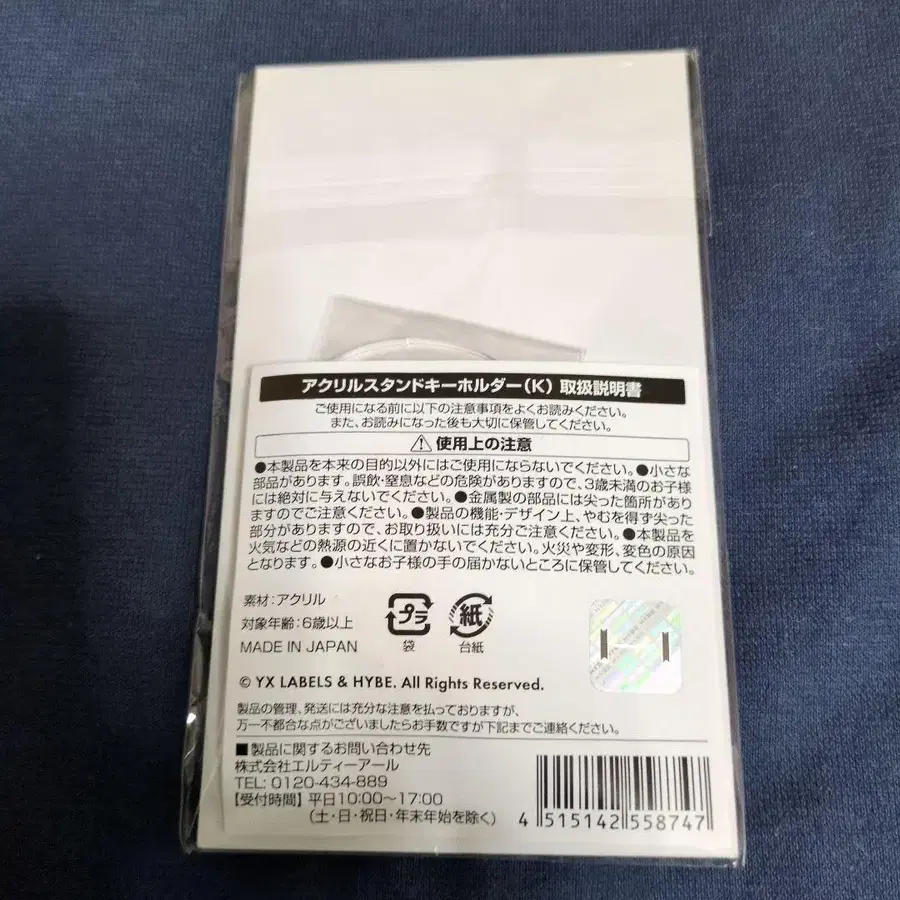 アクリルスタンドキーホルダー(K) 取扱説明書
ご使用になる前に以下の注意事項をよくお読みください。
また、お読みになった後も大切に保管してください。
⚠使用上の注意
●本製品を本来の目的以外にはご使用にならないでください。●小さな
部品があります。誤飲・窒息などの危険がありますので、3歳未満のお子様
には絶対に与えないでください。●金属製の部品には尖った箇所があり
ますのでご注意ください。●製品の機能・デザイン上、やむを得ず尖った
部分がありますので、お取り扱いには充分ご注意ください。●本製品を
火気などの熱源の近くに置かないでください。火災や変形、変色の原因
となります。●小さなお子様の手の届かないところに保管してください。
素材:アクリル
対象年齢:6歳以上
MADE IN JAPAN
プラ
袋
紙
台紙
© YX LABELS & HYBE. All Rights Reserved.
製品の管理、発送には充分な注意を払っておりますが、
万一不都合な点がございましたらお手数ですが下記までご連絡ください。
■製品に関するお問い合わせ先
株式会社エルティーアール
TEL: 0120-434-889
【受付時間】平日10:00〜17:00
(土・日・祝日・年末年始を除く)
4 515142 558747